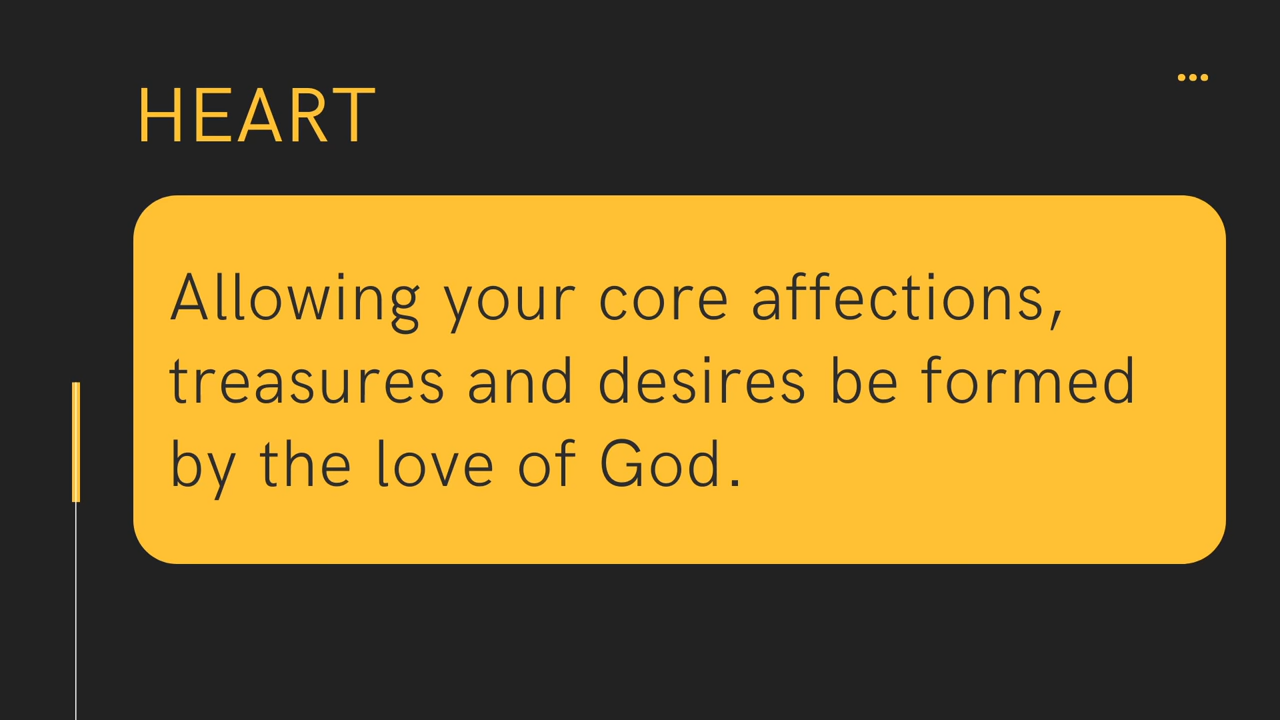 HEART
Allowing your core affections,
treasures and desires be formed
by the love of God.